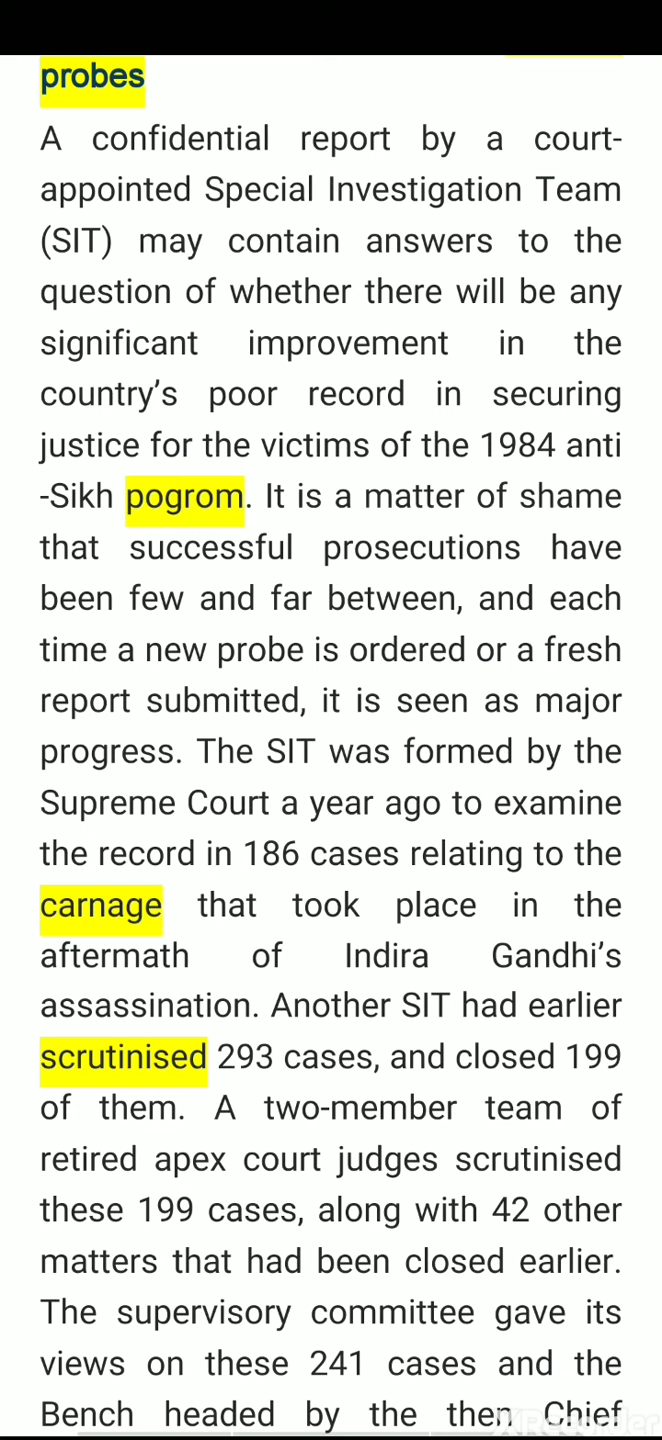 probes
A confidential report by a court-
appointed Special Investigation Team
(SIT) may contain answers to the
question of whether there will be any
significant improvement in the
country’s poor record in securing
justice for the victims of the 1984 anti
-Sikh pogrom. It is a matter of shame
that successful prosecutions have
been few and far between, and each
time a new probe is ordered or a fresh
report submitted, it is seen as major
progress. The SIT was formed by the
Supreme Court a year ago to examine
the record in 186 cases relating to the
carnage that took place in the
aftermath of Indira Gandhi’s
assassination. Another SIT had earlier
scrutinised 293 cases, and closed 199
of them. A two-member team of
retired apex court judges scrutinised
these 199 cases, along with 42 other
matters that had been closed earlier.
The supervisory committee gave its
views on these 241 cases and the
Bench headed by the then Chief
XRecorder